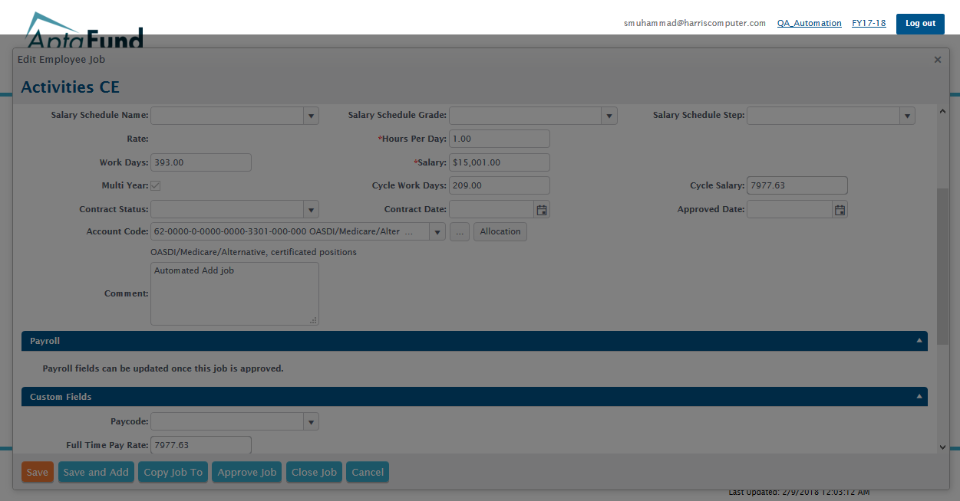 smuhammad@harriscomputer.com QA_Automation FY17-18 Log out
AptaFund
Edit Employee Job
Activities CE
Salary Schedule Name: Salary Schedule Grade: Salary Schedule Step:
Rate: *Hours Per Day: 1.00
Work Days: 393.00 *Salary: $15,001.00
Multi Year: Cycle Work Days: 209.00 Cycle Salary: 7977.63
Contract Status: Contract Date: Approved Date:
Account Code: 62-0000-0-0000-0000-3301-000-000 OASDI/Medicare/Alter ... ... Allocation
OASDI/Medicare/Alternative, certificated positions
Comment: Automated Add job
Payroll
Payroll fields can be updated once this job is approved.
Custom Fields
Paycode:
Full Time Pay Rate: 7977.63
Save Save and Add Copy Job To Approve Job Close Job Cancel
Last Updated: 2/9/2018 12:03:12 AM